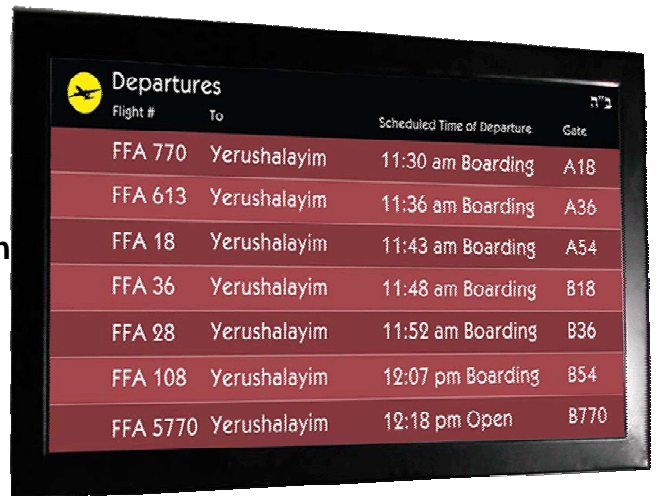 Departures
ב"ה
Flight # To Scheduled Time of Departure Gate
FFA 770 Yerushalayim 11:30 am Boarding A18
FFA 613 Yerushalayim 11:36 am Boarding A36
FFA 18 Yerushalayim 11:43 am Boarding A54
FFA 36 Yerushalayim 11:48 am Boarding B18
FFA 28 Yerushalayim 11:52 am Boarding B36
FFA 108 Yerushalayim 12:07 pm Boarding B54
FFA 5770 Yerushalayim 12:18 pm Open B770